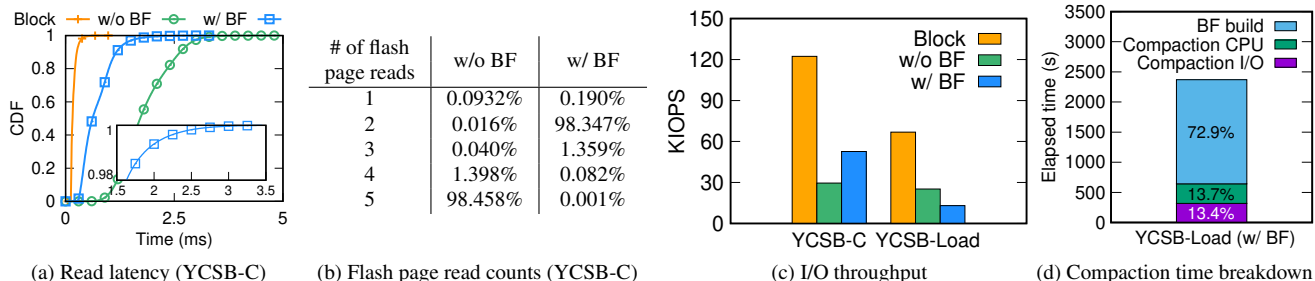 Block w/o BF w/ BF
CDF
1
0.8
0.6
0.4
0.2
0
1
0.98
1.5 2 2.5 3 3.5
0 2.5 5
Time (ms)
(a) Read latency (YCSB-C)
# of flash
page reads w/o BF w/ BF
1 0.0932% 0.190%
2 0.016% 98.347%
3 0.040% 1.359%
4 1.398% 0.082%
5 98.458% 0.001%
(b) Flash page read counts (YCSB-C)
KIOPS
150
120
90
60
30
0
Block
w/o BF
w/ BF
YCSB-C YCSB-Load
(c) I/O throughput
Elapsed time (s)
3500
3000
2500
2000
1500
1000
500
0
BF build
Compaction CPU
Compaction I/O
72.9%
13.7%
13.4%
YCSB-Load (w/ BF)
(d) Compaction time breakdown